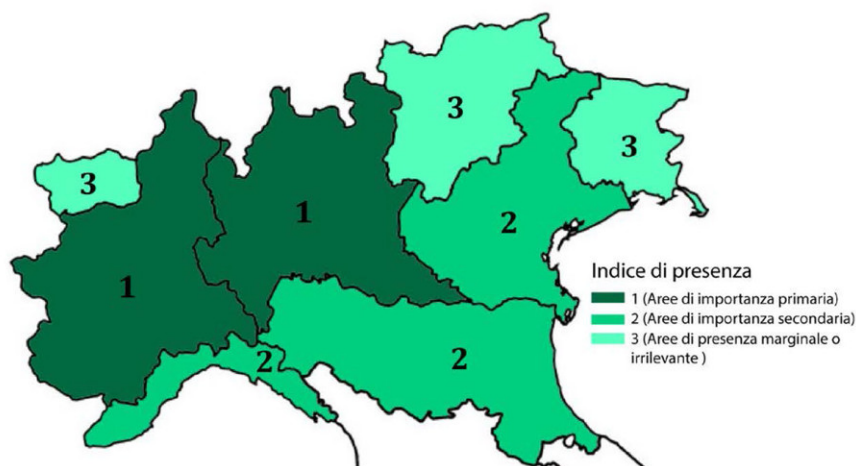 3
3
3
1
2
1
2
2
Indice di presenza
1 (Aree di importanza primaria)
2 (Aree di importanza secondaria)
3 (Aree di presenza marginale o
irrilevante )